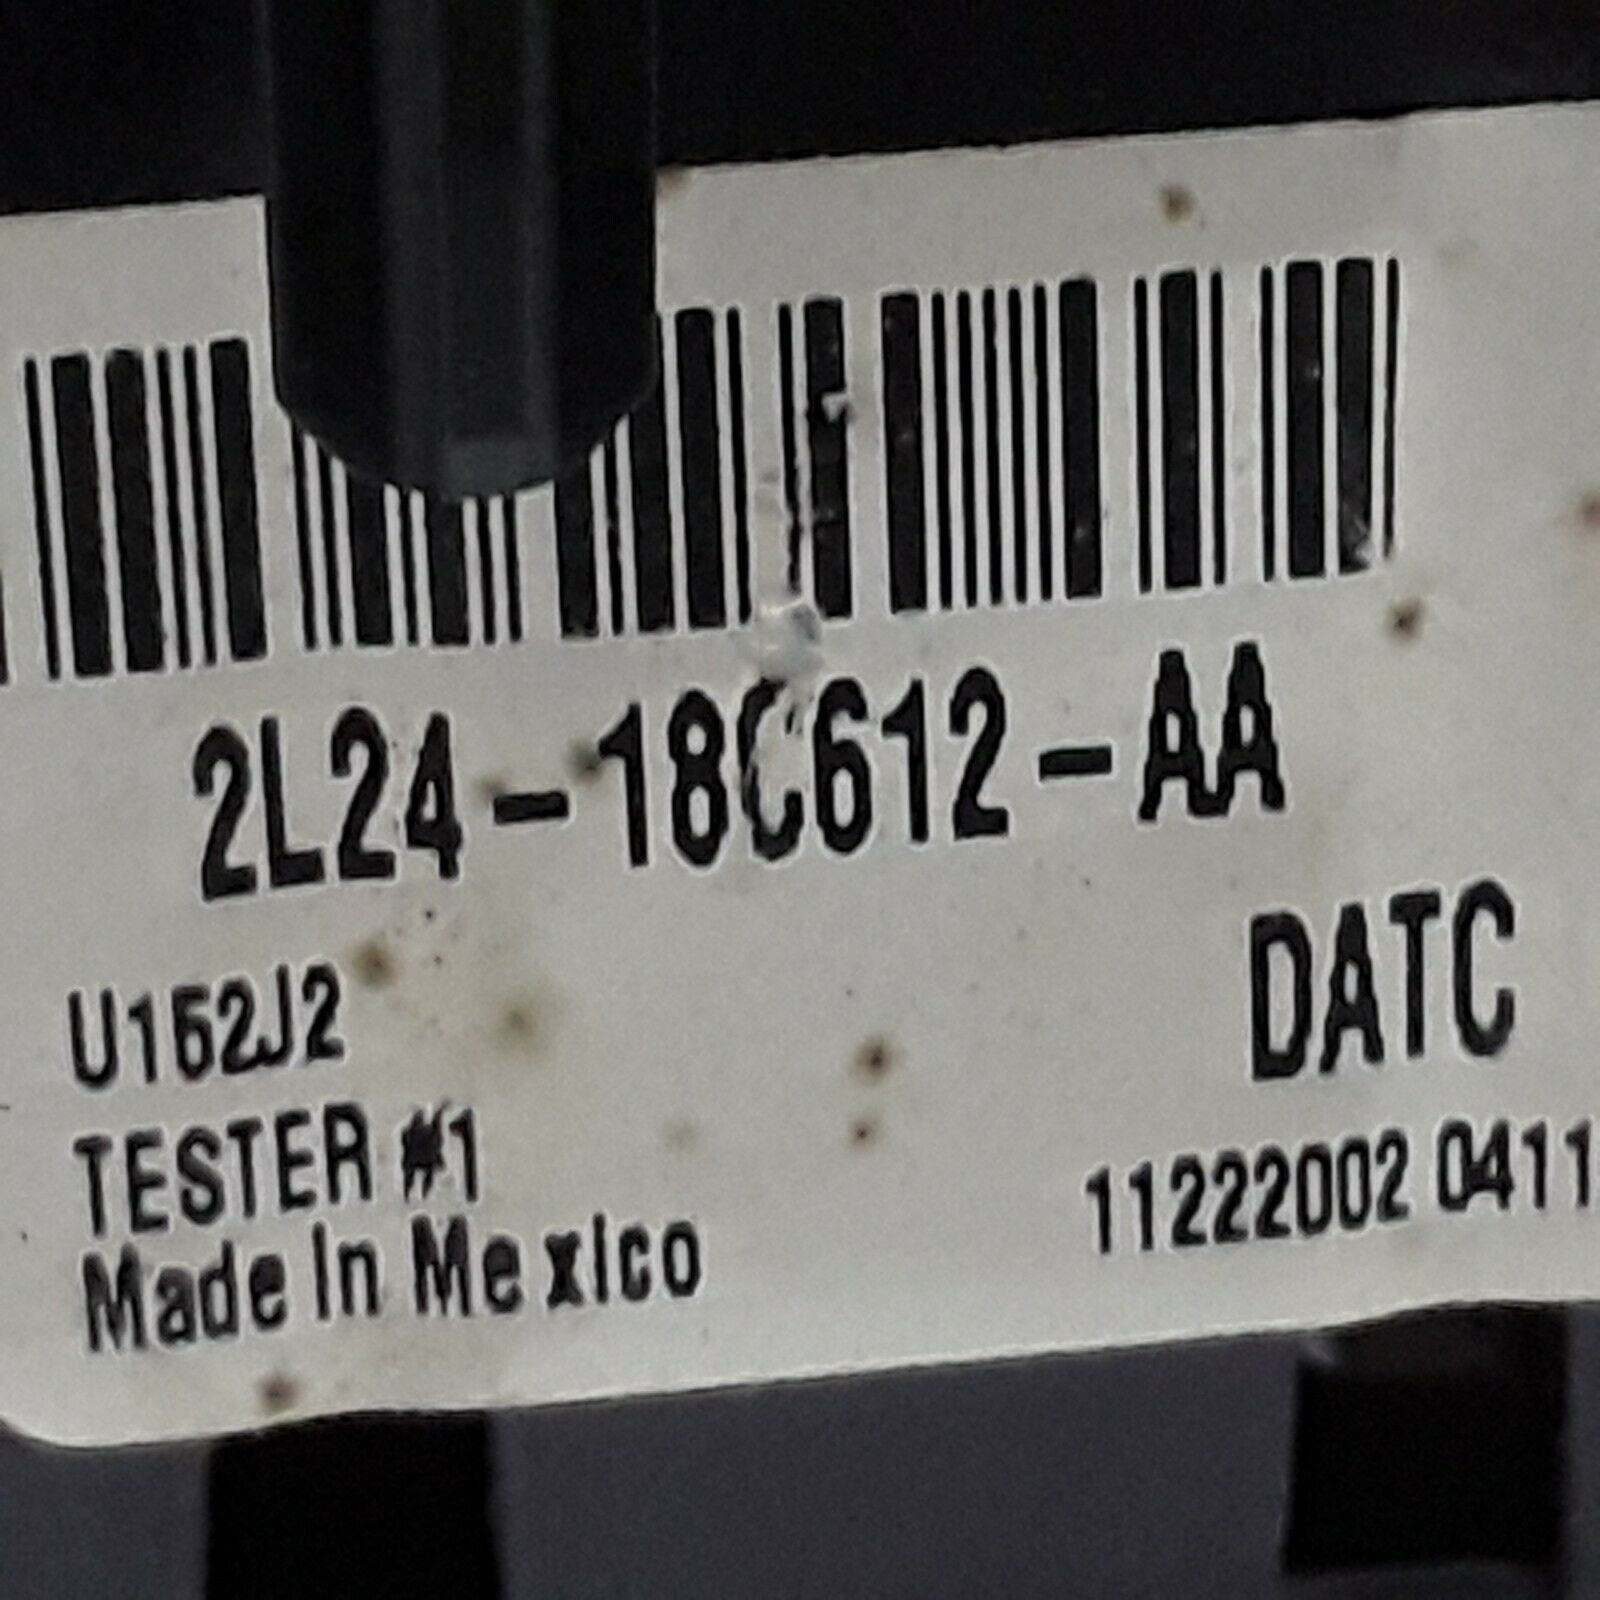 2L24-18C612-AA
DATC
U152J2
TESTER #1
11222002 0411
Made In Mexico